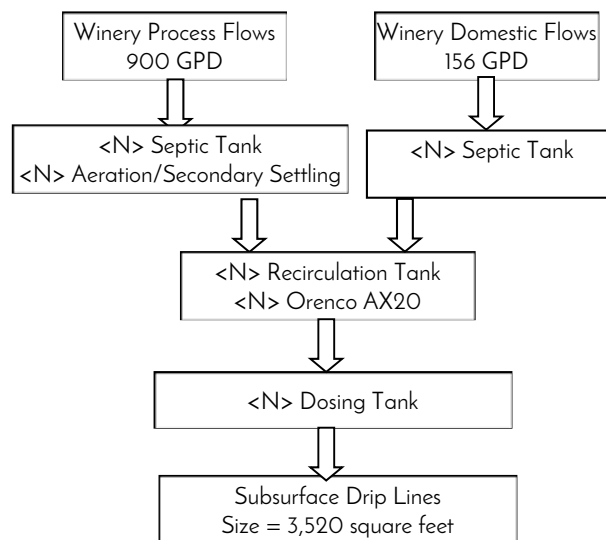 Winery Process Flows
900 GPD
Winery Domestic Flows
156 GPD
<N> Septic Tank
<N> Aeration/Secondary Settling
<N> Septic Tank
<N> Recirculation Tank
<N> Orenco AX20
<N> Dosing Tank
Subsurface Drip Lines
Size = 3,520 square feet